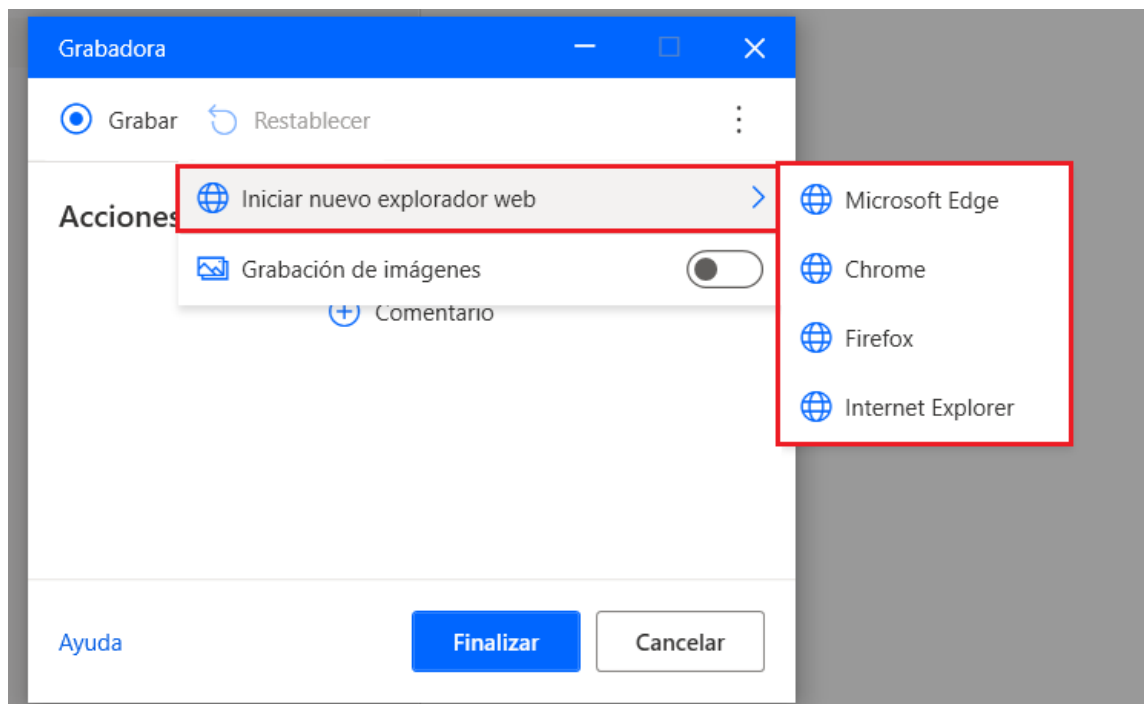 Grabadora
Grabar Restablecer
Iniciar nuevo explorador web
Acciones
Grabación de imágenes
Comentario
Microsoft Edge
Chrome
Firefox
Internet Explorer
Ayuda Finalizar Cancelar